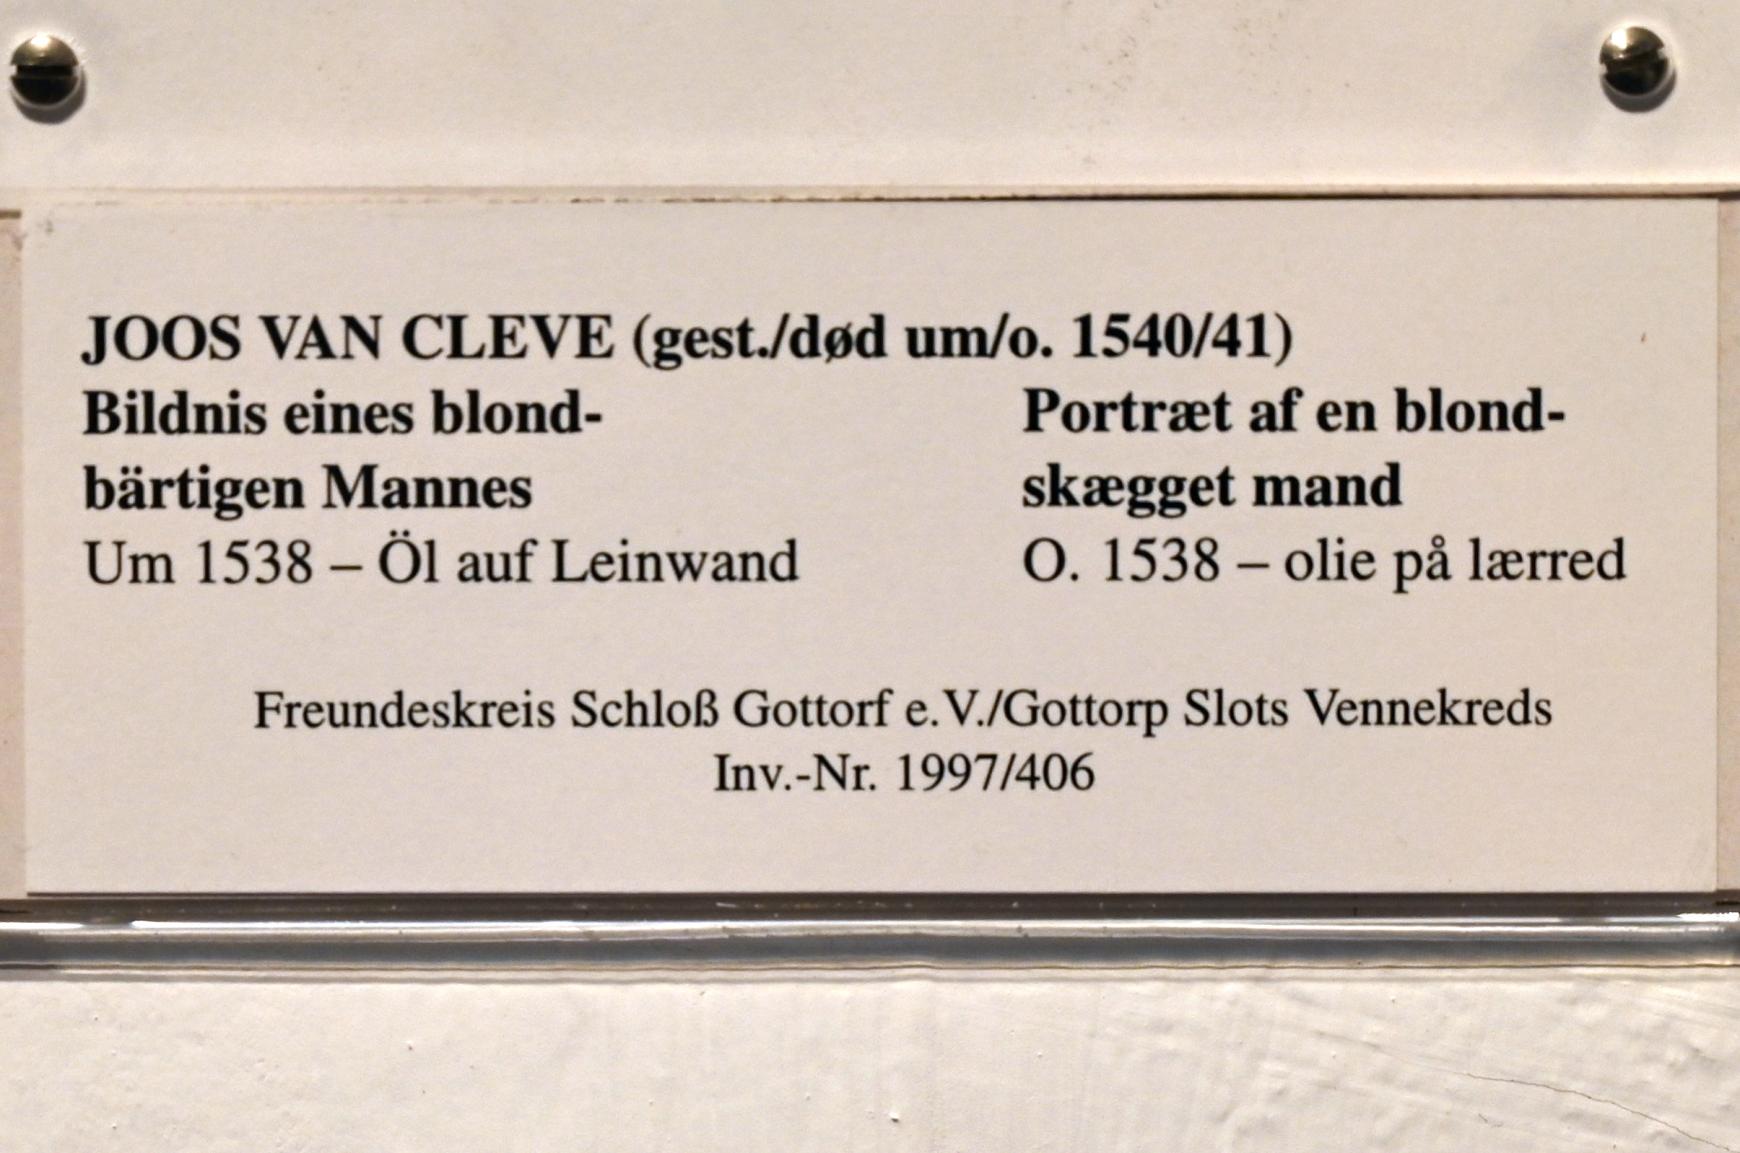 JOOS VAN CLEVE (gest./død um/o. 1540/41)
Bildnis eines blond-
bärtigen Mannes
Um 1538 – Öl auf Leinwand
Portræt af en blond-
skægget mand
O. 1538 – olie på lærred
Freundeskreis Schloß Gottorf e.V./Gottorp Slots Vennekreds
Inv.-Nr. 1997/406